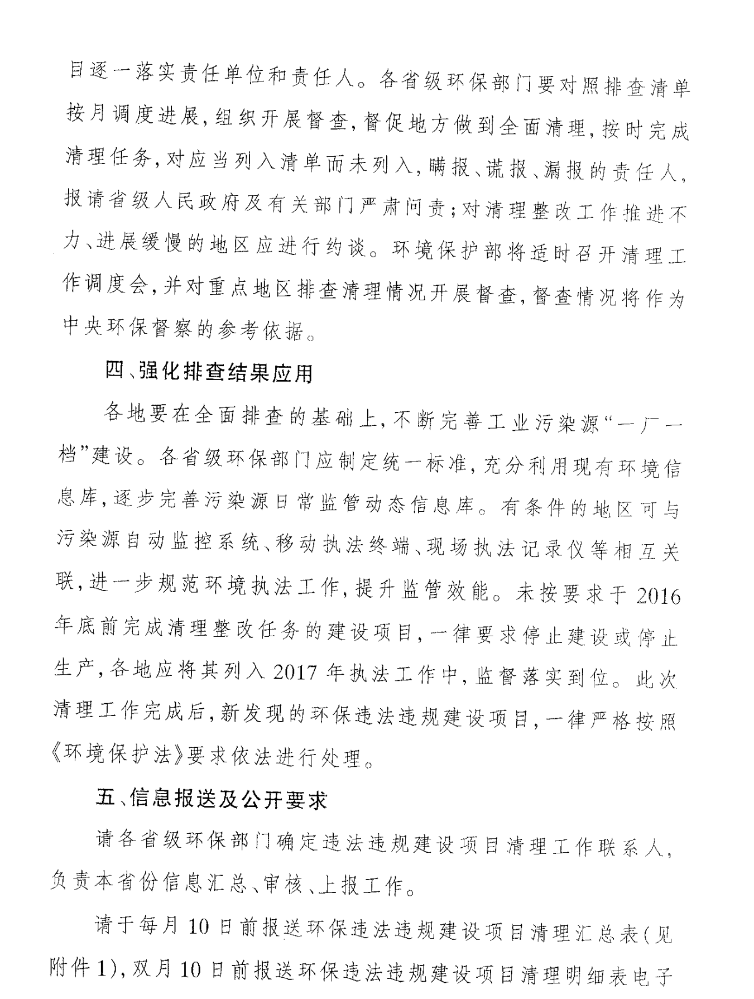 目逐一落实责任单位和责任人。各省级环保部门要对照排查清单
按月调度进展,组织开展督查,督促地方做到全面清理,按时完成
清理任务,对应当列入清单而未列入,瞒报、谎报、漏报的责任人,
报请省级人民政府及有关部门严肃问责;对清理整改工作推进不
力、进展缓慢的地区应进行约谈。环境保护部将适时召开清理工
作调度会,并对重点地区排查清理情况开展督查,督查情况将作为
中央环保督察的参考依据。
四、强化排查结果应用
各地要在全面排查的基础上,不断完善工业污染源“一厂一
档”建设。各省级环保部门应制定统一标准,充分利用现有环境信
息库,逐步完善污染源日常监管动态信息库。有条件的地区可与
污染源自动监控系统、移动执法终端、现场执法记录仪等相互关
联,进一步规范环境执法工作,提升监管效能。未按要求于 2016
年底前完成清理整改任务的建设项目,一律要求停止建设或停止
生产,各地应将其列入 2017 年执法工作中,监督落实到位。此次
清理工作完成后,新发现的环保违法违规建设项目,一律严格按照
《环境保护法》要求依法进行处理。
五、信息报送及公开要求
请各省级环保部门确定违法违规建设项目清理工作联系人,
负责本省份信息汇总、审核、上报工作。
请于每月 10 日前报送环保违法违规建设项目清理汇总表(见
附件 1),双月 10 日前报送环保违法违规建设项目清理明细表电子